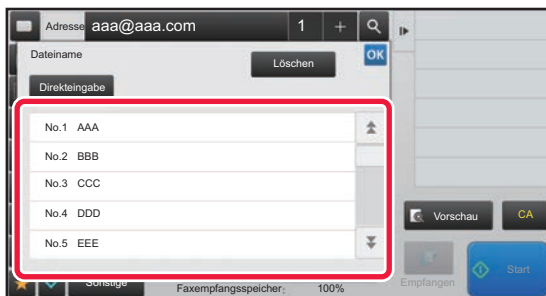 Adresse aaa@aaa.com 1 +
Dateiname
Löschen
OK
Direkteingabe
No.1 AAA
No.2 BBB
No.3 CCC
No.4 DDD
No.5 EEE
Vorschau
CA
Sonstige
Faxempfangsspeicher: 100%
Empfangen
Start